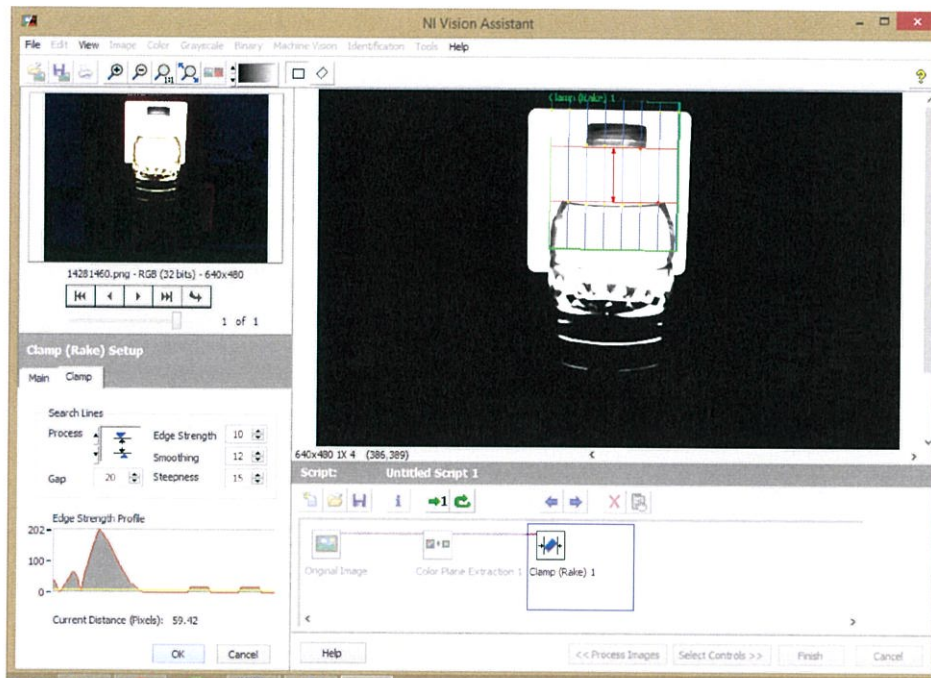 NI Vision Assistant
File Edit View Image Color Grayscale Binary Machine Vision Identification Tools Help
1:1
Clamp (Rake) 1
14281460.png - RGB (32 bits) - 640x480
1 of 1
Clamp (Rake) Setup
Main Clamp
Search Lines
Process
Edge Strength 10
Smoothing 12
Gap 20
Steepness 15
Edge Strength Profile
202
100
0
Current Distance (Pixels): 59.42
OK Cancel
640x480 1X 4 (386,389)
Script: Untitled Script 1
1
Original Image
Color Plane Extraction 1
Clamp (Rake) 1
Help
<< Process Images
Select Controls >>
Finish
Cancel